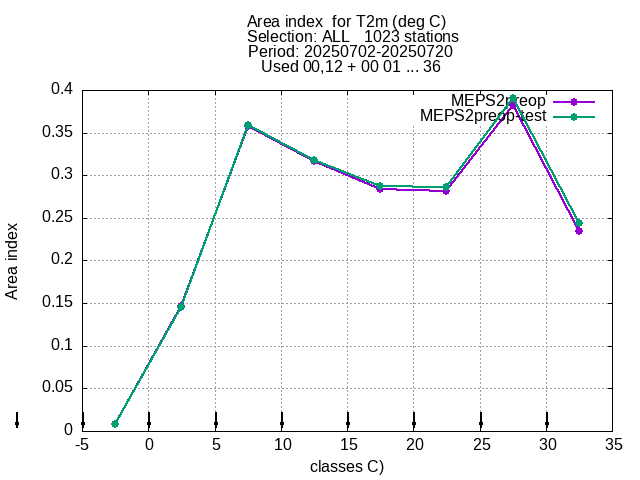 Area index  for T2m (deg C)
Selection: ALL   1023 stations
Period: 20250702-20250720
Used 00,12 + 00 01 ... 36
MEPS2preop
MEPS2preop-test
0.4
0.35
0.3
0.25
0.2
0.15
0.1
0.05
0
Area index
-5 0 5 10 15 20 25 30 35
classes C)